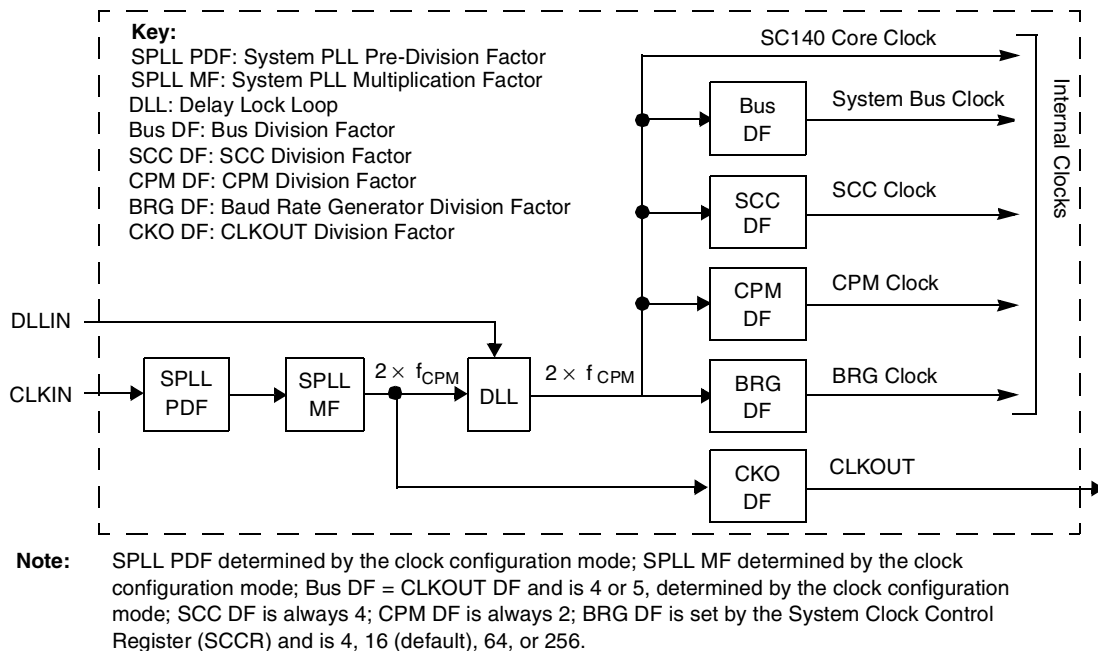 Key:
SPLL PDF: System PLL Pre-Division Factor
SPLL MF: System PLL Multiplication Factor
DLL: Delay Lock Loop
Bus DF: Bus Division Factor
SCC DF: SCC Division Factor
CPM DF: CPM Division Factor
BRG DF: Baud Rate Generator Division Factor
CKO DF: CLKOUT Division Factor
SC140 Core Clock
Bus
DF
System Bus Clock
SCC
DF
SCC Clock
CPM
DF
CPM Clock
BRG
DF
BRG Clock
Internal Clocks
DLLIN
CLKIN
SPLL
PDF
SPLL
MF
2 × fCPM
DLL
2 × f CPM
CKO
DF
CLKOUT
Note: SPLL PDF determined by the clock configuration mode; SPLL MF determined by the clock
configuration mode; Bus DF = CLKOUT DF and is 4 or 5, determined by the clock configuration
mode; SCC DF is always 4; CPM DF is always 2; BRG DF is set by the System Clock Control
Register (SCCR) and is 4, 16 (default), 64, or 256.